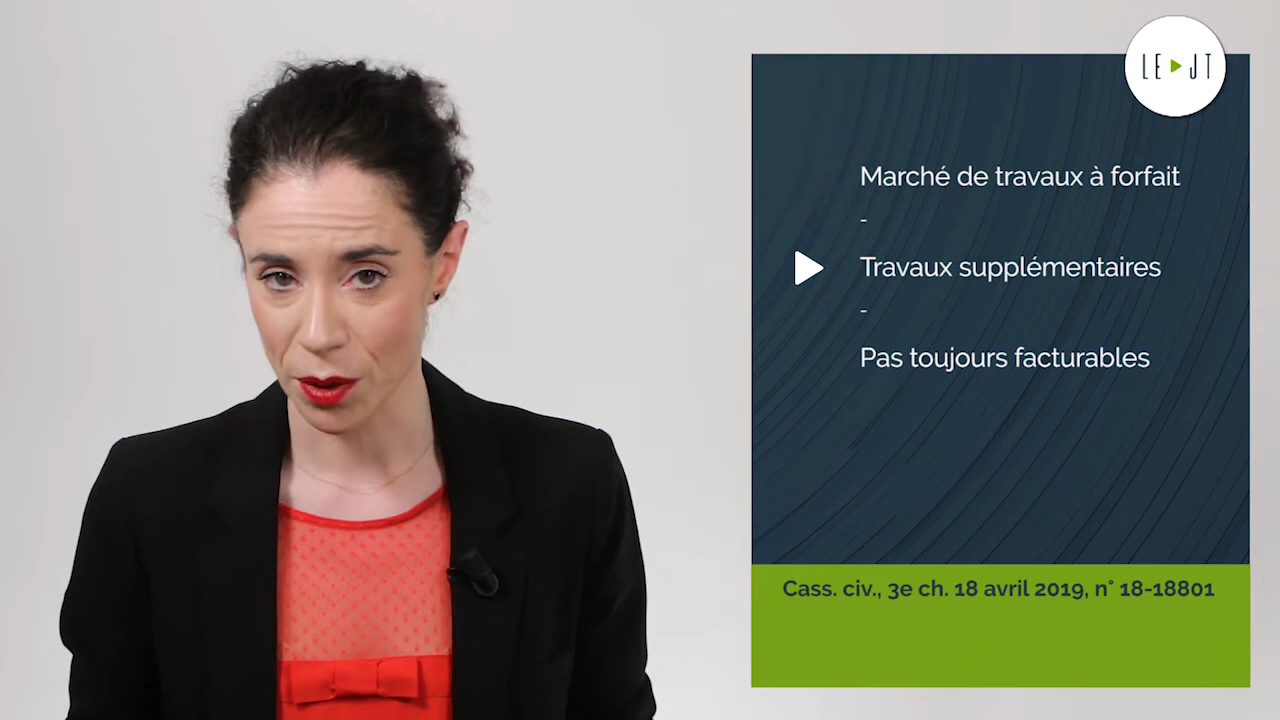 LE JT
Marché de travaux à forfait
-
Travaux supplémentaires
-
Pas toujours facturables
Cass. civ., 3e ch. 18 avril 2019, n° 18-18801